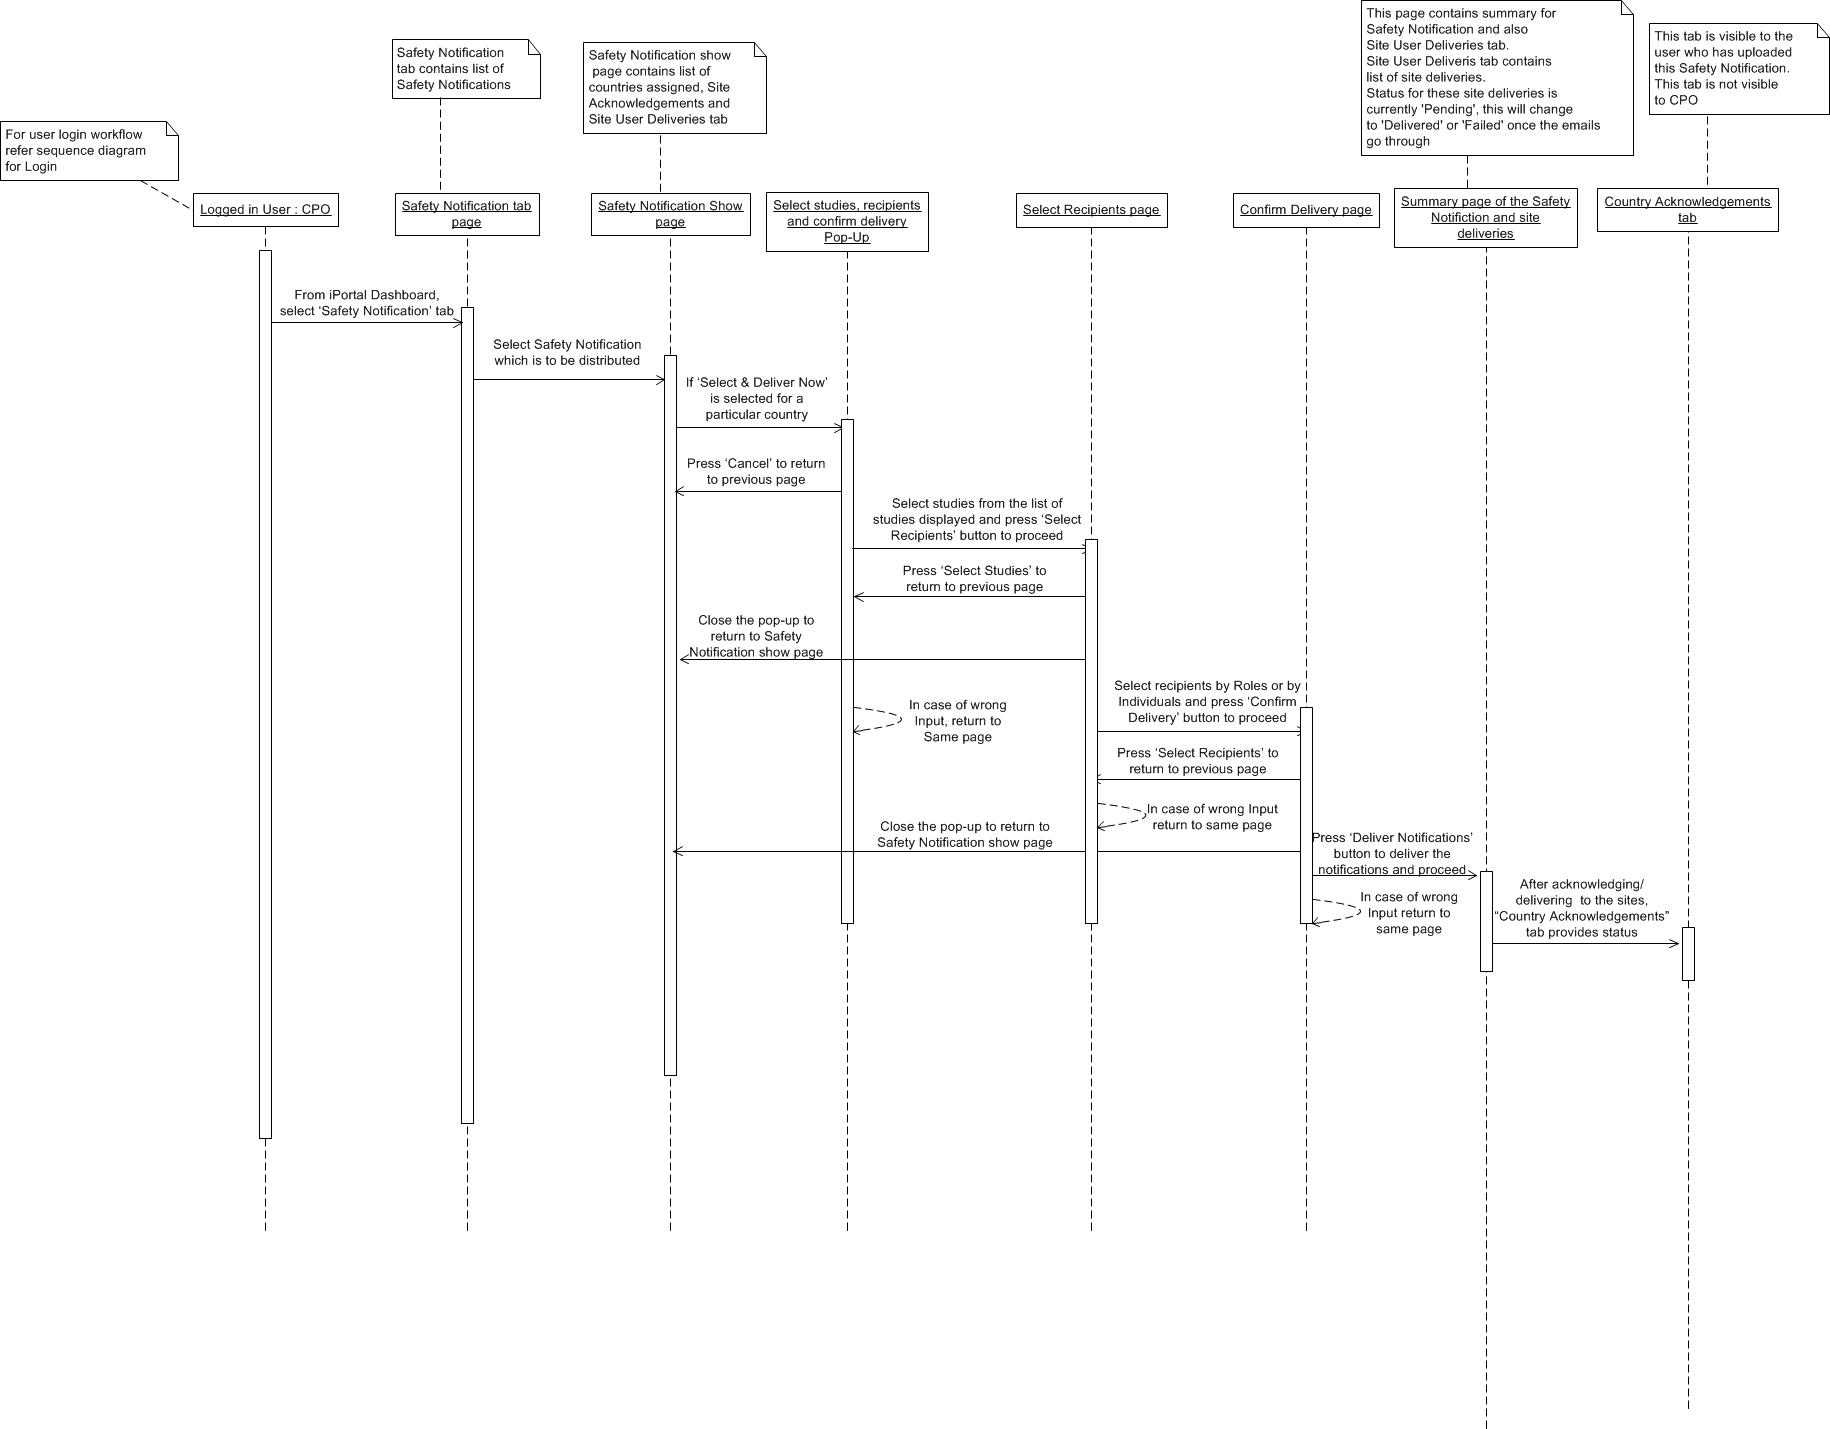 This page contains summary for
Safety Notification and also
Site User Deliveries tab.
Site User Deliveris tab contains
list of site deliveries.
Status for these site deliveries is
currently 'Pending', this will change
to 'Delivered' or 'Failed' once the emails
go through
This tab is visible to the
user who has uploaded
this Safety Notification.
This tab is not visible
to CPO
Safety Notification
tab contains list of
Safety Notifications
Safety Notification show
page contains list of
countries assigned, Site
Acknowledgements and
Site User Deliveries tab
For user login workflow
refer sequence diagram
for Login
Logged in User : CPO
Safety Notification tab
page
Safety Notification Show
page
Select studies, recipients
and confirm delivery
Pop-Up
Select Recipients page
Confirm Delivery page
Summary page of the Safety
Notifiction and site
deliveries
Country Acknowledgements
tab
From iPortal Dashboard,
select ‘Safety Notification’ tab
Select Safety Notification
which is to be distributed
If ‘Select & Deliver Now’
is selected for a
particular country
Press ‘Cancel’ to return
to previous page
Select studies from the list of
studies displayed and press ‘Select
Recipients’ button to proceed
Press ‘Select Studies’ to
return to previous page
Close the pop-up to
return to Safety
Notification show page
Select recipients by Roles or by
Individuals and press ‘Confirm
Delivery’ button to proceed
In case of wrong
Input, return to
Same page
Press ‘Select Recipients’ to
return to previous page
In case of wrong Input
return to same page
Close the pop-up to return to
Safety Notification show page
Press ‘Deliver Notifications’
button to deliver the
notifications and proceed
After acknowledging/
delivering  to the sites,
“Country Acknowledgements”
tab provides status
In case of wrong
Input return to
same page